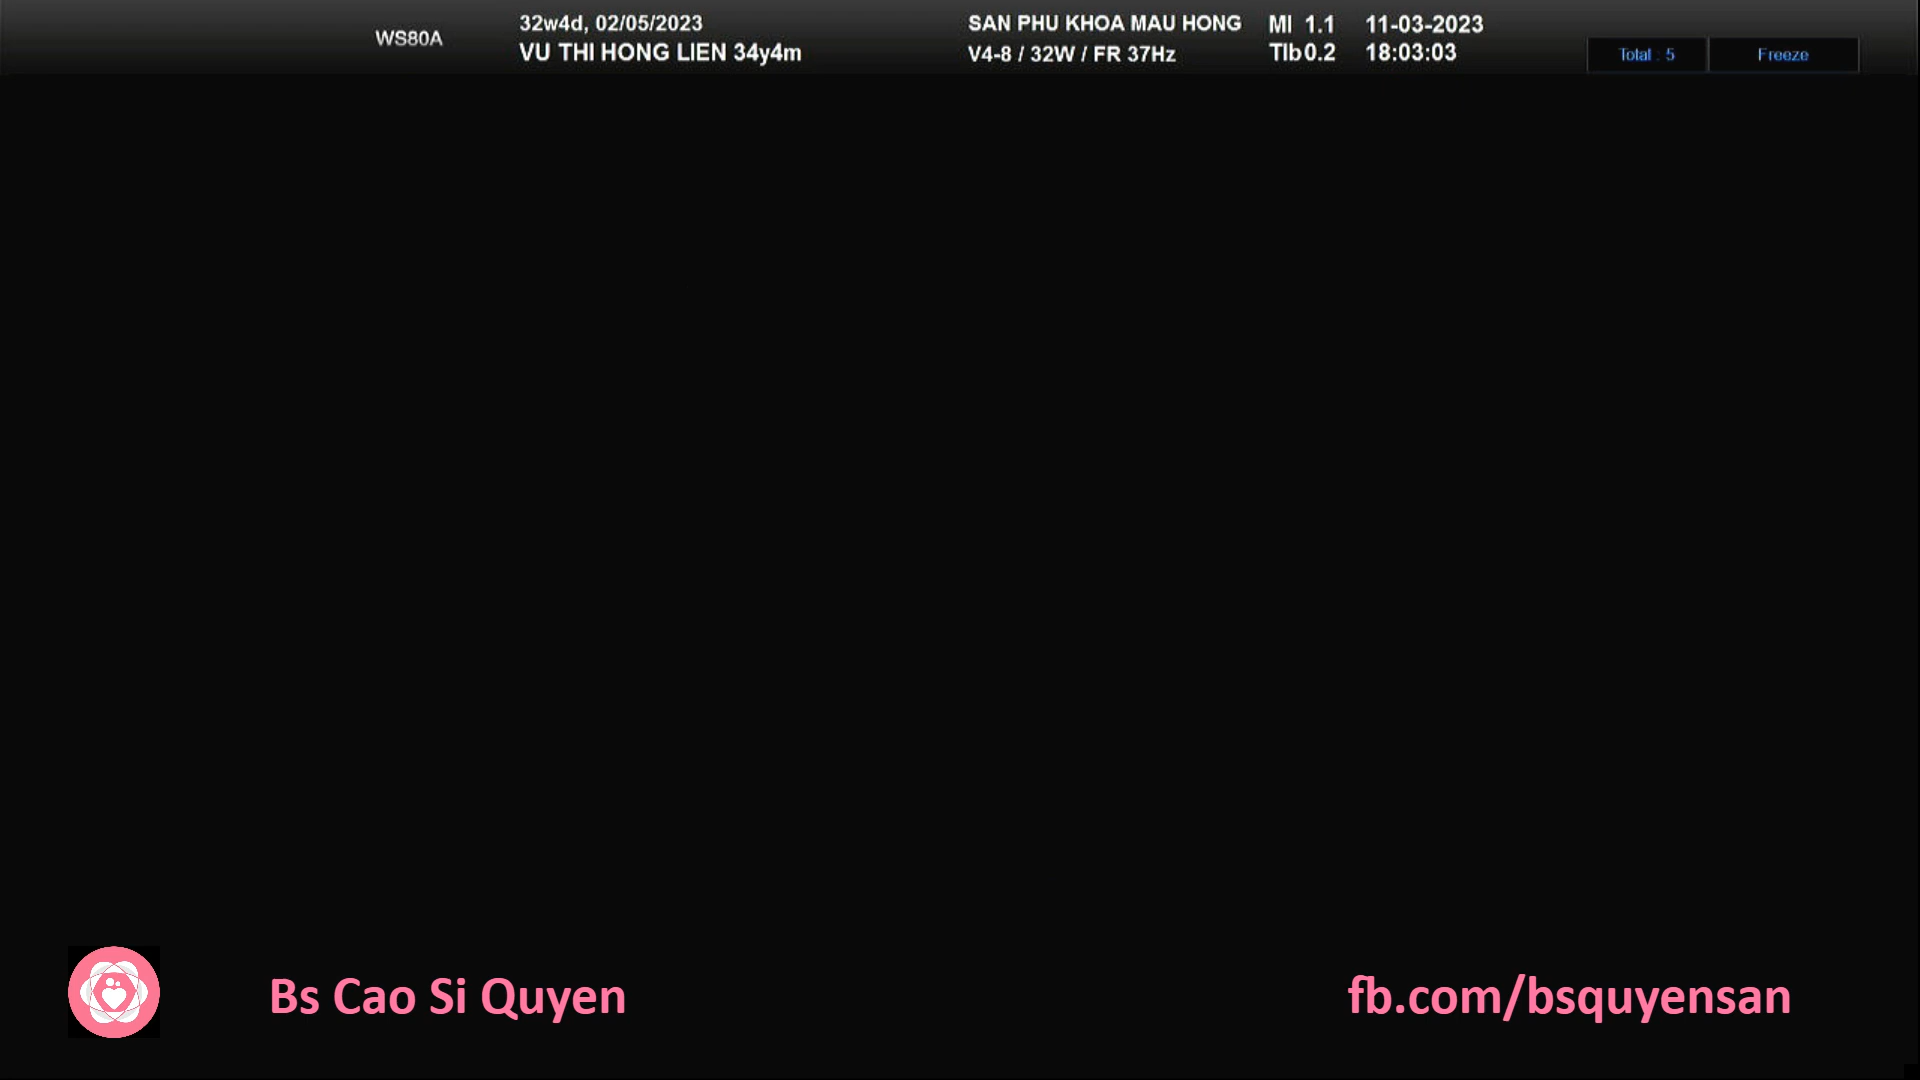 WS80A
32w4d, 02/05/2023
VU THI HONG LIEN 34y4m
SAN PHU KHOA MAU HONG
V4-8 / 32W / FR 37Hz
MI 1.1
TIb0.2
11-03-2023
18:03:03
Total : 5
Freeze
Bs Cao Si Quyen
fb.com/bsquyensan